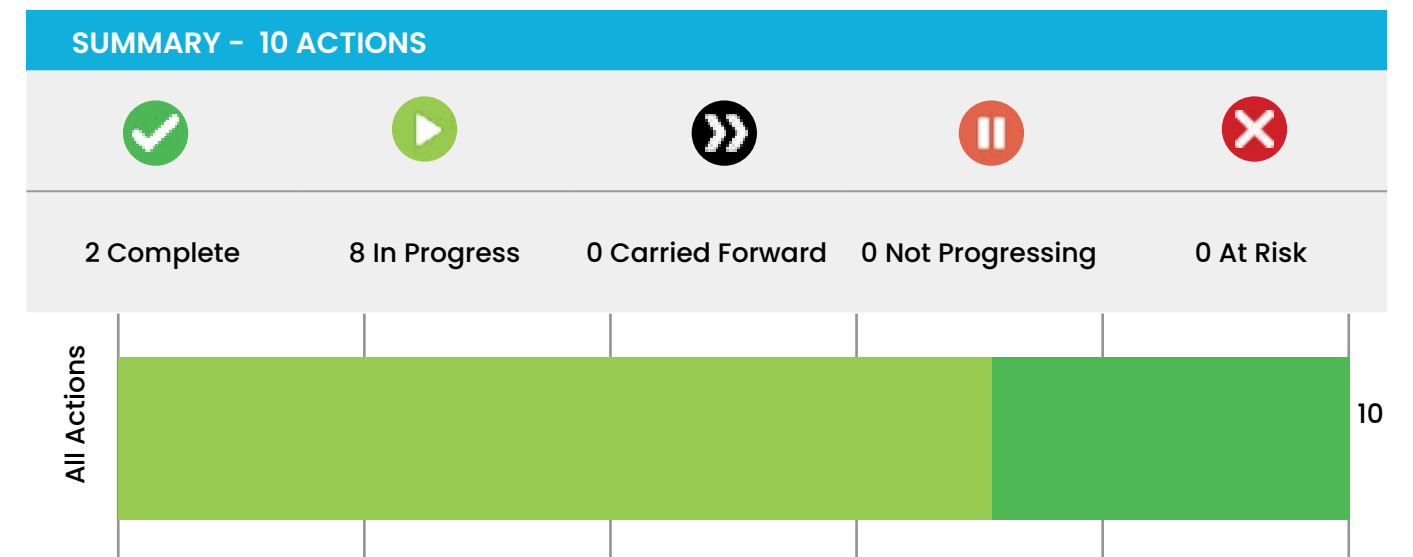 SUMMARY - 10 ACTIONS
2 Complete
8 In Progress
0 Carried Forward
0 Not Progressing
0 At Risk
All Actions
10